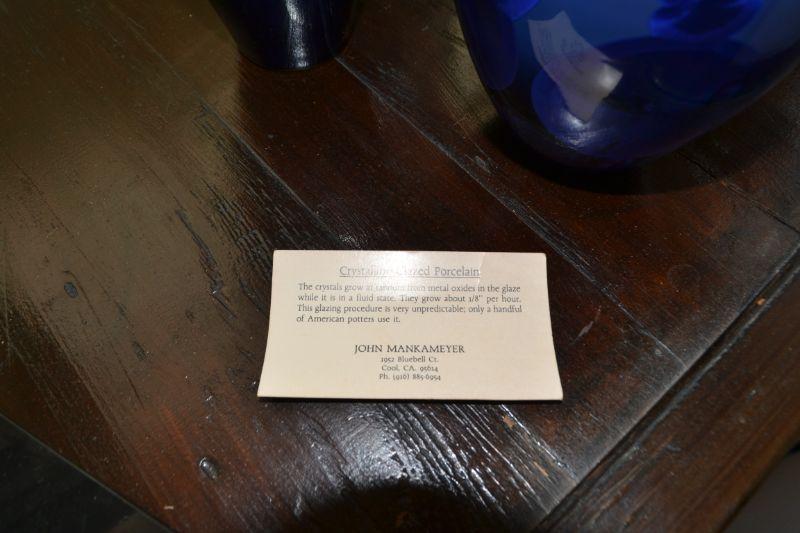 Crystalline Glazed Porcelain
The crystals grow at random from metal oxides in the glaze
while it is in a fluid state. They grow about 1/8" per hour.
This glazing procedure is very unpredictable; only a handful
of American potters use it.
JOHN MANKAMEYER
1952 Bluebell Ct.
Cool, CA. 95614
Ph. (916) 885-6954